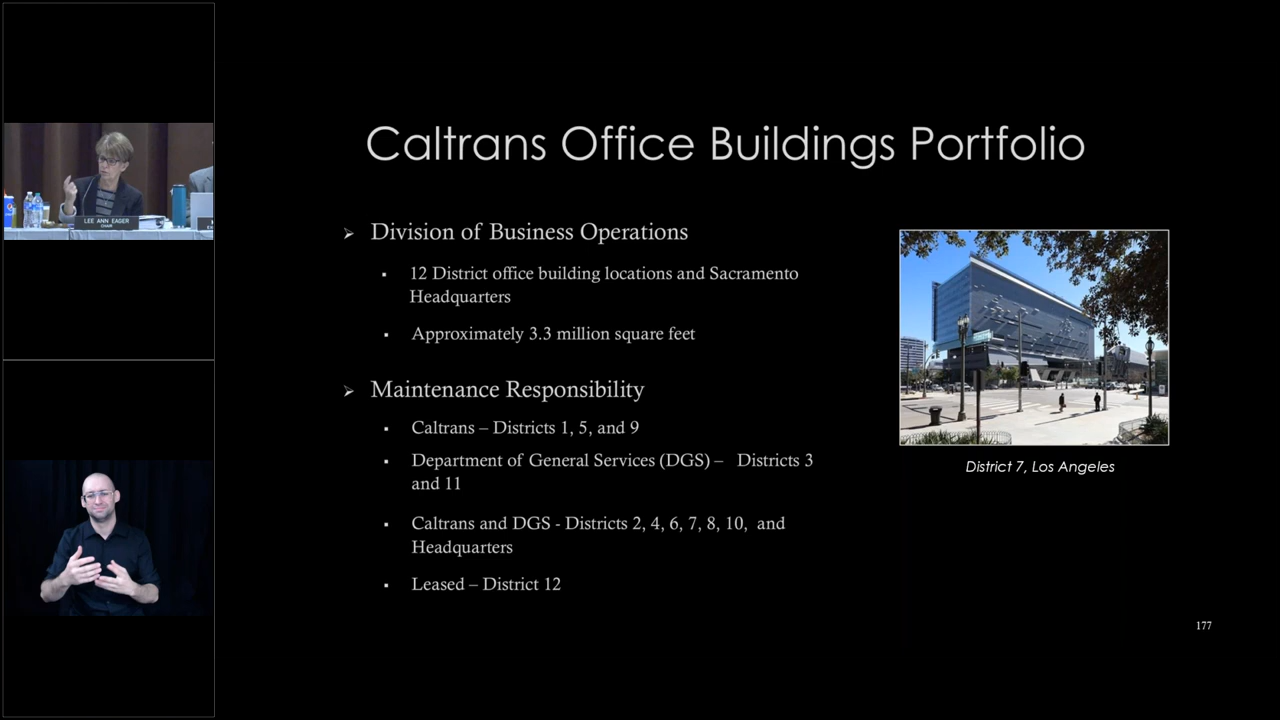 Caltrans Office Buildings Portfolio
➢ Division of Business Operations
▪ 12 District office building locations and Sacramento
Headquarters
▪ Approximately 3.3 million square feet
➢ Maintenance Responsibility
▪ Caltrans – Districts 1, 5, and 9
▪ Department of General Services (DGS) – Districts 3
and 11
▪ Caltrans and DGS - Districts 2, 4, 6, 7, 8, 10, and
Headquarters
▪ Leased – District 12
District 7, Los Angeles
177
LEE ANN EAGER
CHAIR